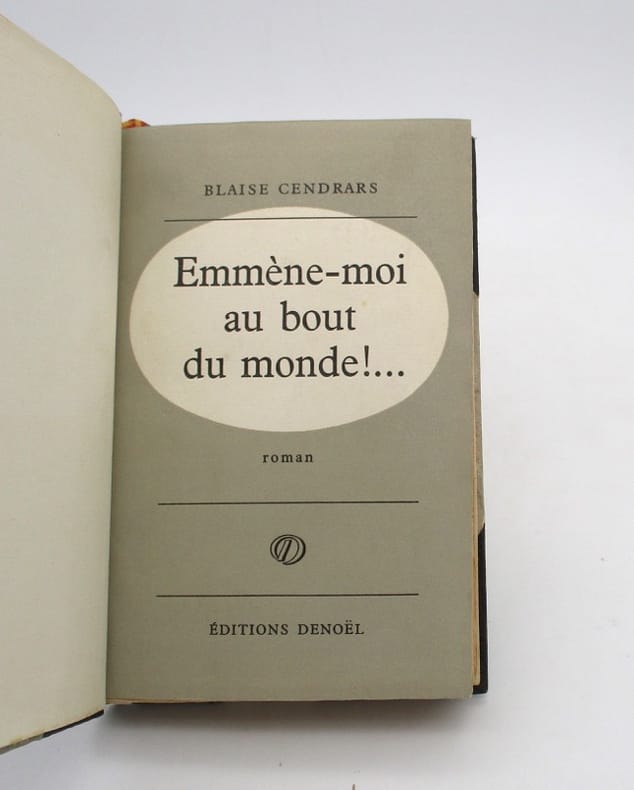 BLAISE CENDRARS
Emmène-moi
au bout
du monde!...
roman
ÉDITIONS DENOËL